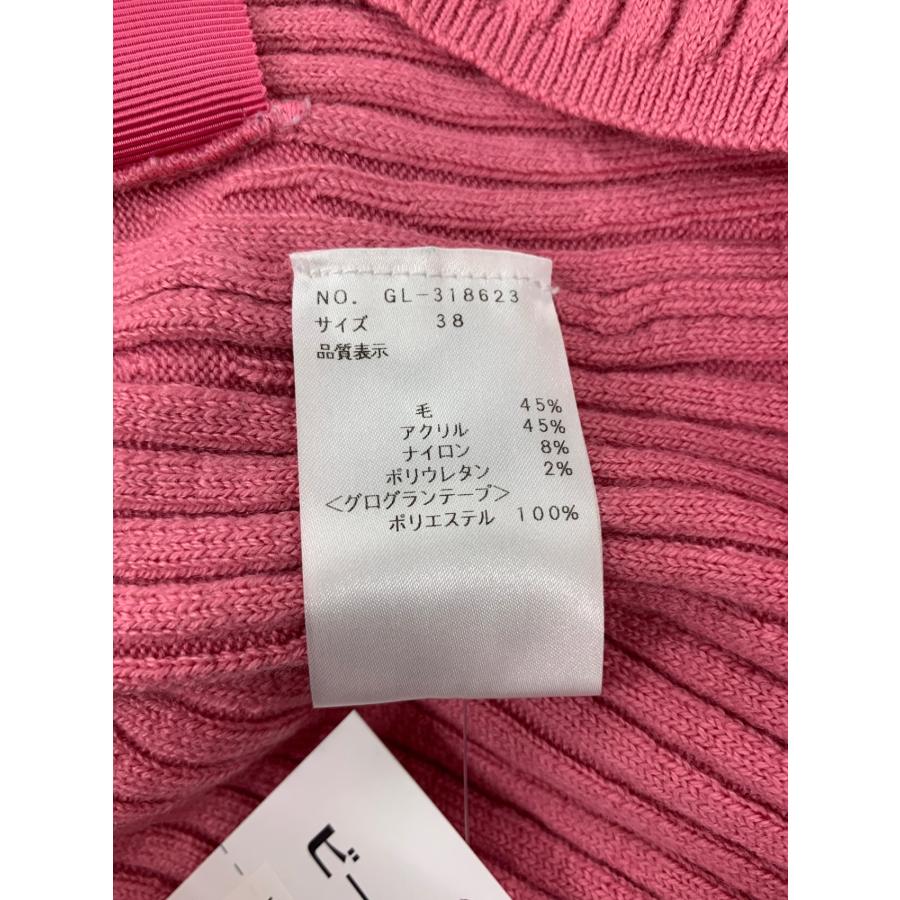 NO. GL-318623
サイズ 38
品質表示
毛 45%
アクリル 45%
ナイロン 8%
ポリウレタン 2%
＜グログランテープ＞
ポリエステル 100%
ビー